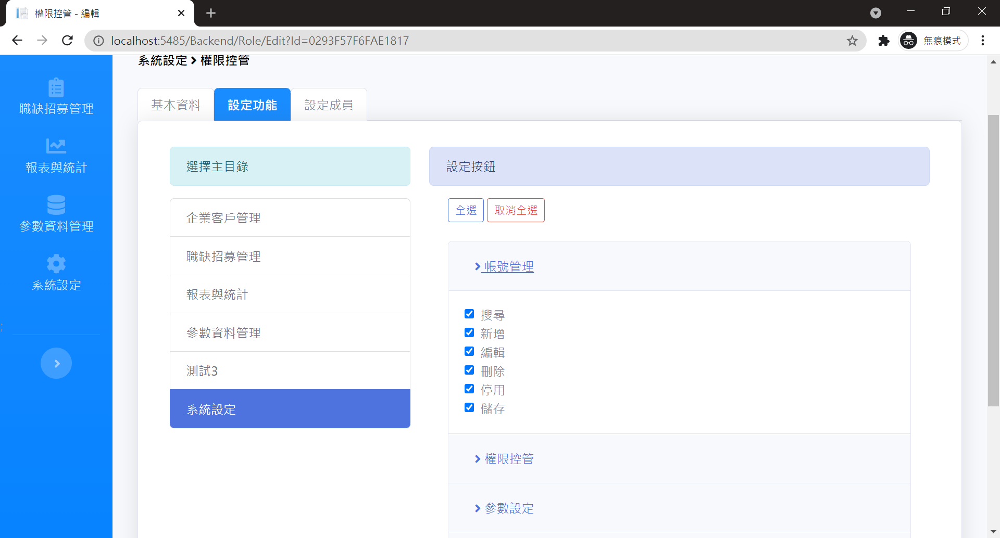 權限控管 - 編輯
localhost:5485/Backend/Role/Edit?Id=0293F57F6FAE1817
無痕模式
系統設定 > 權限控管
職缺招募管理
報表與統計
參數資料管理
系統設定
;
基本資料
設定功能
設定成員
選擇主目錄
企業客戶管理
職缺招募管理
報表與統計
參數資料管理
測試3
系統設定
設定按鈕
全選
取消全選
帳號管理
搜尋
新增
編輯
刪除
停用
儲存
權限控管
參數設定